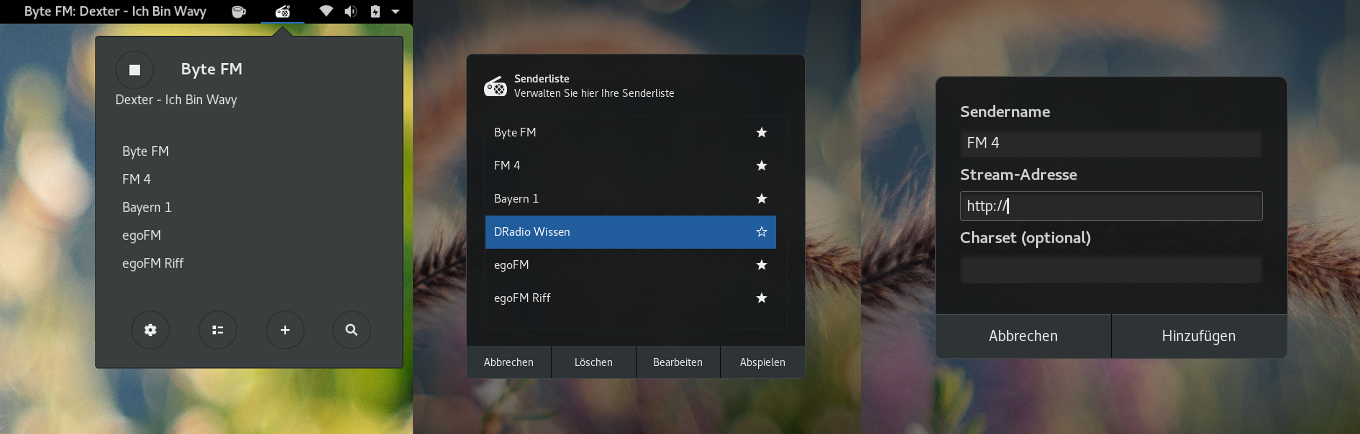 Byte FM: Dexter - Ich Bin Wavy
Byte FM
Dexter - Ich Bin Wavy
Byte FM
FM 4
Bayern 1
egoFM
egoFM Riff
Senderliste
Verwalten Sie hier Ihre Senderliste
Byte FM
FM 4
Bayern 1
DRadio Wissen
egoFM
egoFM Riff
Abbrechen Löschen Bearbeiten Abspielen
Sendername
FM 4
Stream-Adresse
http://
Charset (optional)
Abbrechen Hinzufügen